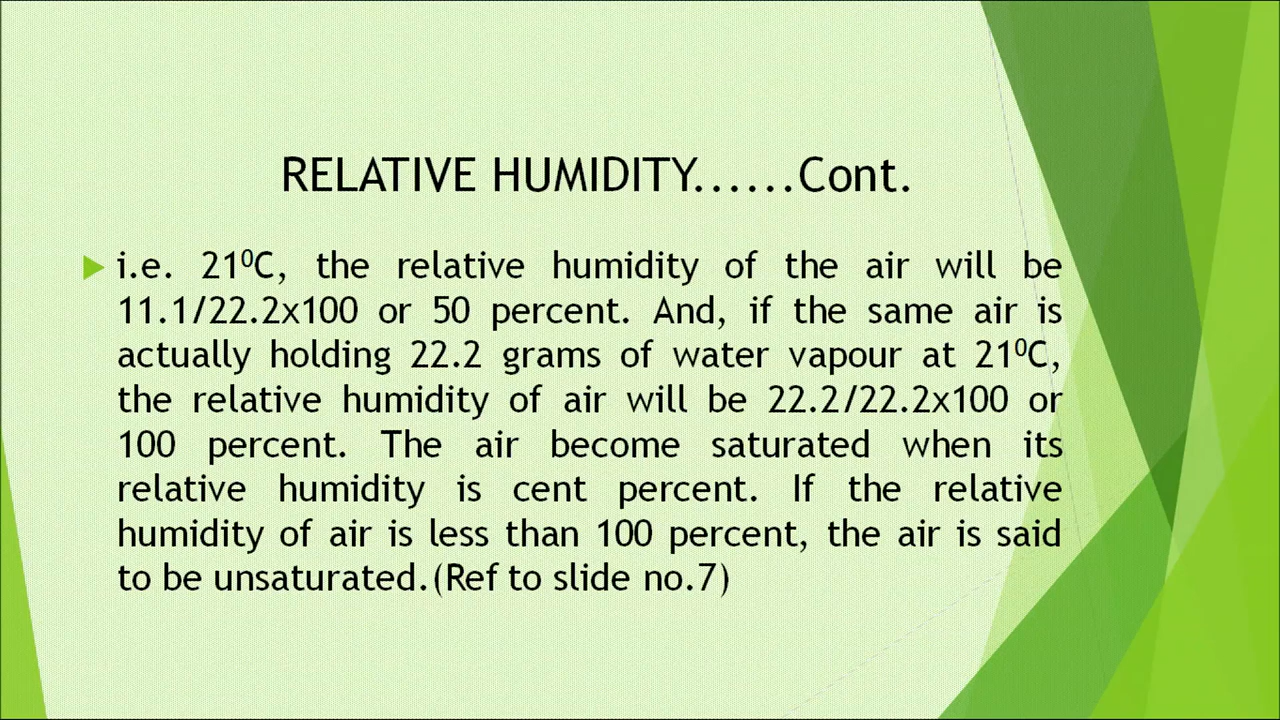 RELATIVE HUMIDITY......Cont.
i.e. 21⁰C, the relative humidity of the air will be
11.1/22.2x100 or 50 percent. And, if the same air is
actually holding 22.2 grams of water vapour at 21⁰C,
the relative humidity of air will be 22.2/22.2x100 or
100 percent. The air become saturated when its
relative humidity is cent percent. If the relative
humidity of air is less than 100 percent, the air is said
to be unsaturated.(Ref to slide no.7)